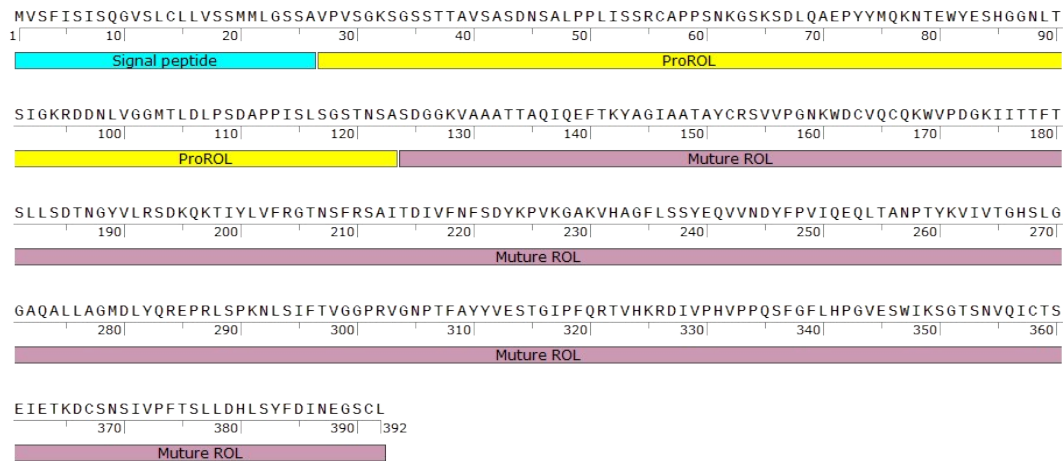 MVSFISISQGVSLCLLVSSMMLGSSAVPVSGKSGSSTTAVSASDNSALPPLISSRCAPPSNKGSKSDLQAEPYYMQKNTEWYESHGGNLT
1 10 20 30 40 50 60 70 80 90
Signal peptide ProROL
SIGKRDDNLVGGMTLDLPSDAPPISLSGSTNSASDGGKVAAATTAQIQEFTKYAGIAATAYCRSVVPGNKWDCVQCQKWVPDGKIITTFT
100 110 120 130 140 150 160 170 180
ProROL Muture ROL
SLLSDTNGYVLRSDKQKTIYLVFRGTNSFRSAITDIVFNFSDYKPVKGAKVHAGFLSSYEQVVNDYFPVIQEQLTANPTYKVIVTGHSLG
190 200 210 220 230 240 250 260 270
Muture ROL
GAQALLAGMDLYQREPRLSPKNLSIFTVGGPRVGNPTFAYYVESTGIPFQRTVHKRDIVPHVPPQSFGFLHPGVESWIKSGTSNVQICTS
280 290 300 310 320 330 340 350 360
Muture ROL
EIETKDCSNSIVPFTSLLDHLSYFDINEGSCL
370 380 390 392
Muture ROL